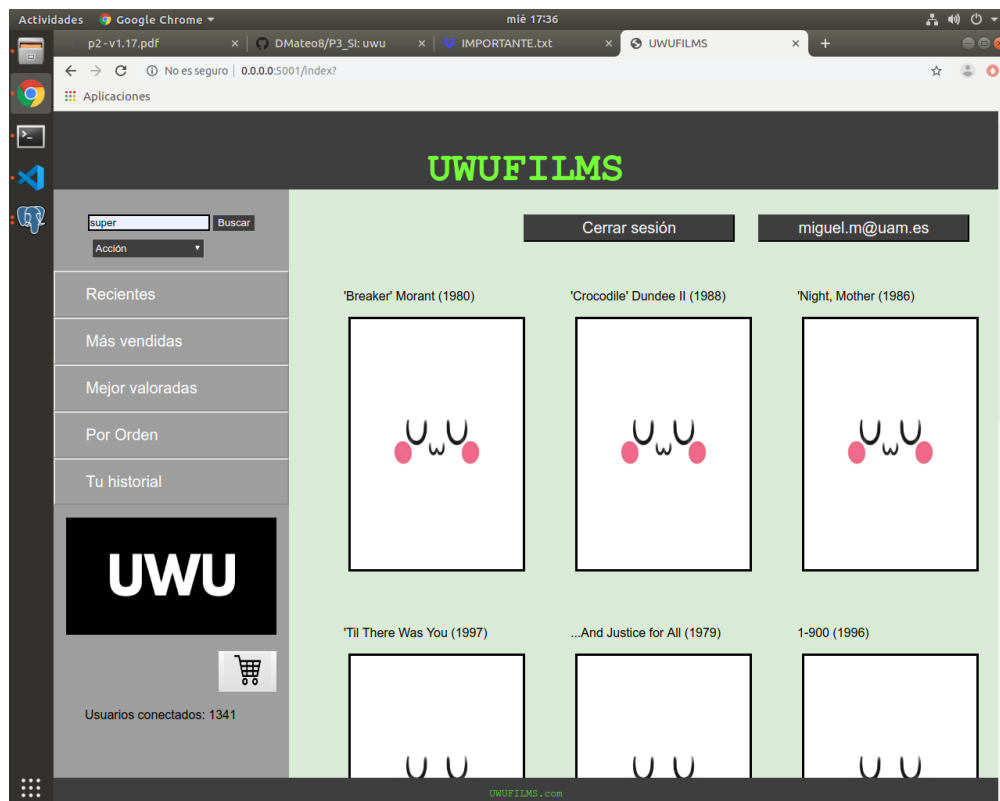 Actividades Google Chrome ▾ mié 17:36
p2-v1.17.pdf × DMateo8/P3_SI: uwu × IMPORTANTE.txt × UWUFILMS × +
No es seguro | 0.0.0.0:5001/index?
Aplicaciones
UWUFILMS
super Buscar
Acción
Cerrar sesión miguel.m@uam.es
Recientes
Más vendidas
Mejor valoradas
Por Orden
Tu historial
UWU
Usuarios conectados: 1341
'Breaker' Morant (1980) 'Crocodile' Dundee II (1988) 'Night, Mother (1986)
UwU UwU UwU
'Til There Was You (1997) ...And Justice for All (1979) 1-900 (1996)
UWUFILMS.com